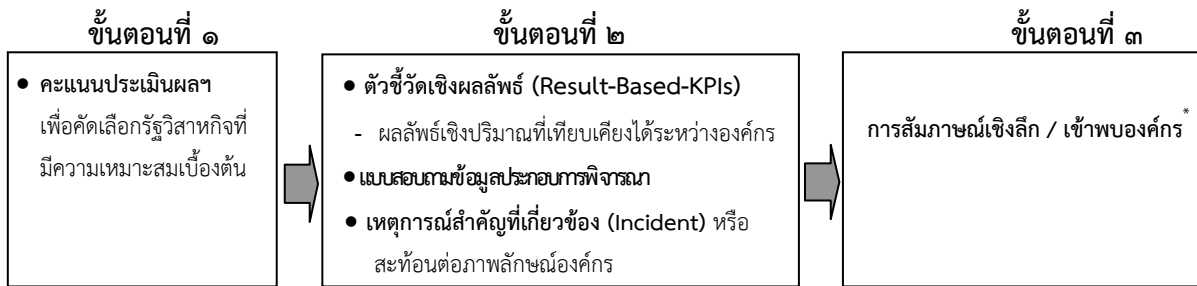 ขั้นตอนที่ ๑
• คะแนนประเมินผลฯ
เพื่อคัดเลือกรัฐวิสาหกิจที่
มีความเหมาะสมเบื้องต้น
ขั้นตอนที่ ๒
• ตัวชี้วัดเชิงผลลัพธ์ (Result-Based-KPIs)
- ผลลัพธ์เชิงปริมาณที่เทียบเคียงได้ระหว่างองค์กร
• แบบสอบถามข้อมูลประกอบการพิจารณา
• เหตุการณ์สำคัญที่เกี่ยวข้อง (Incident) หรือ
สะท้อนต่อภาพลักษณ์องค์กร
ขั้นตอนที่ ๓
การสัมภาษณ์เชิงลึก / เข้าพบองค์กร*